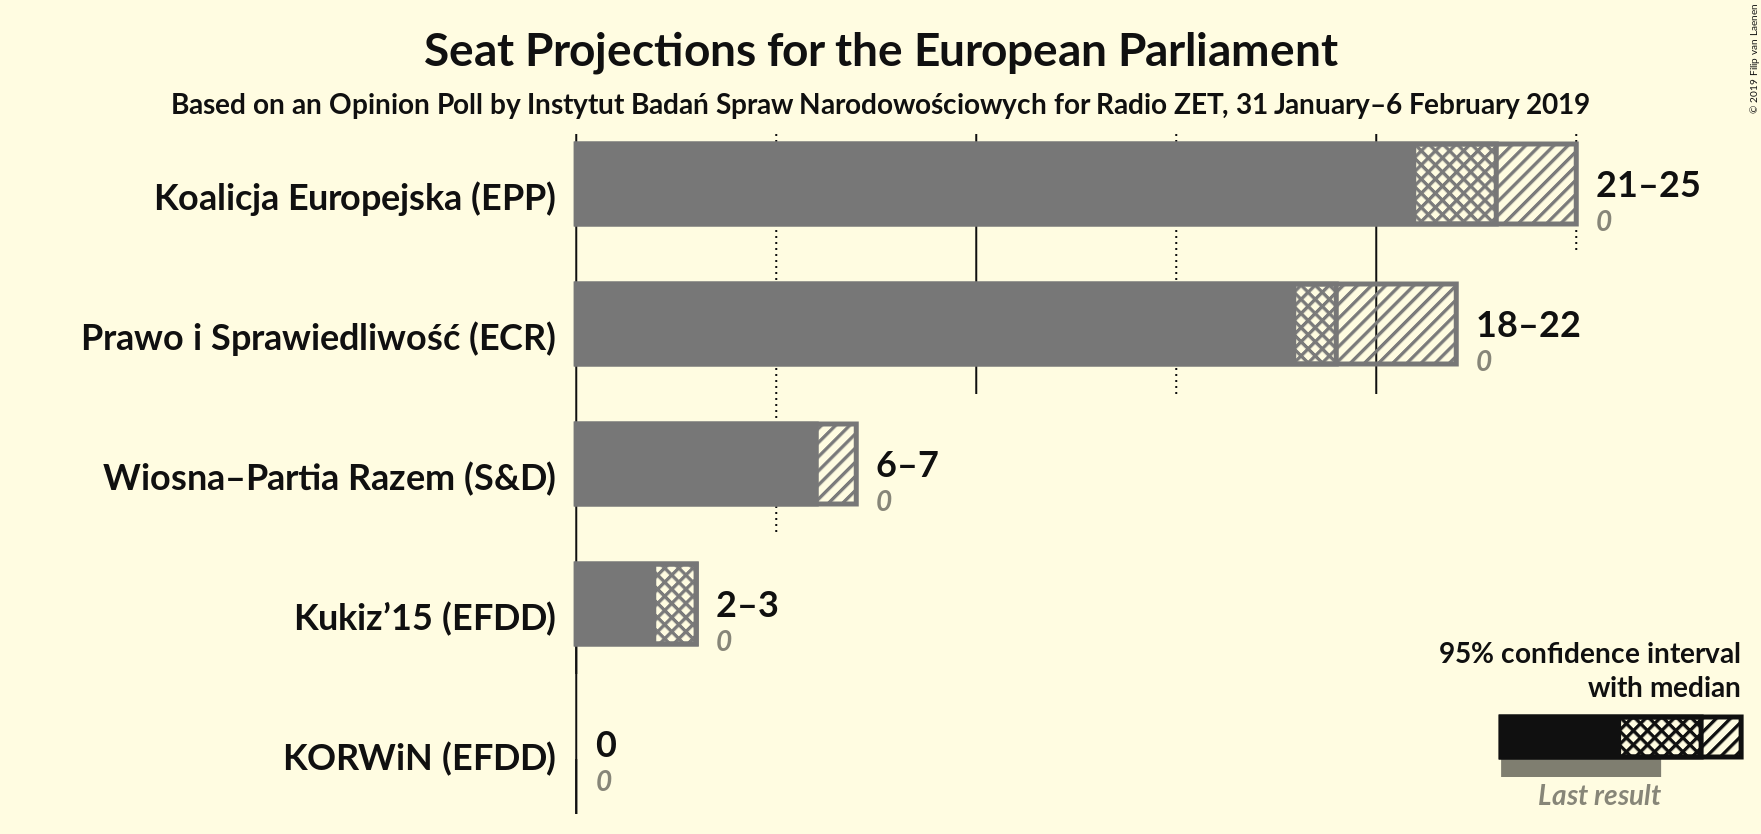 Seat Projections for the European Parliament
Based on an Opinion Poll by Instytut Badań Spraw Narodowościowych for Radio ZET, 31 January–6 February 2019
© 2019 Filip van Laenen
Koalicja Europejska (EPP)
21–25
0
Prawo i Sprawiedliwość (ECR)
18–22
0
Wiosna–Partia Razem (S&D)
6–7
0
Kukiz’15 (EFDD)
2–3
0
KORWiN (EFDD)
0
0
95% confidence interval
with median
Last result